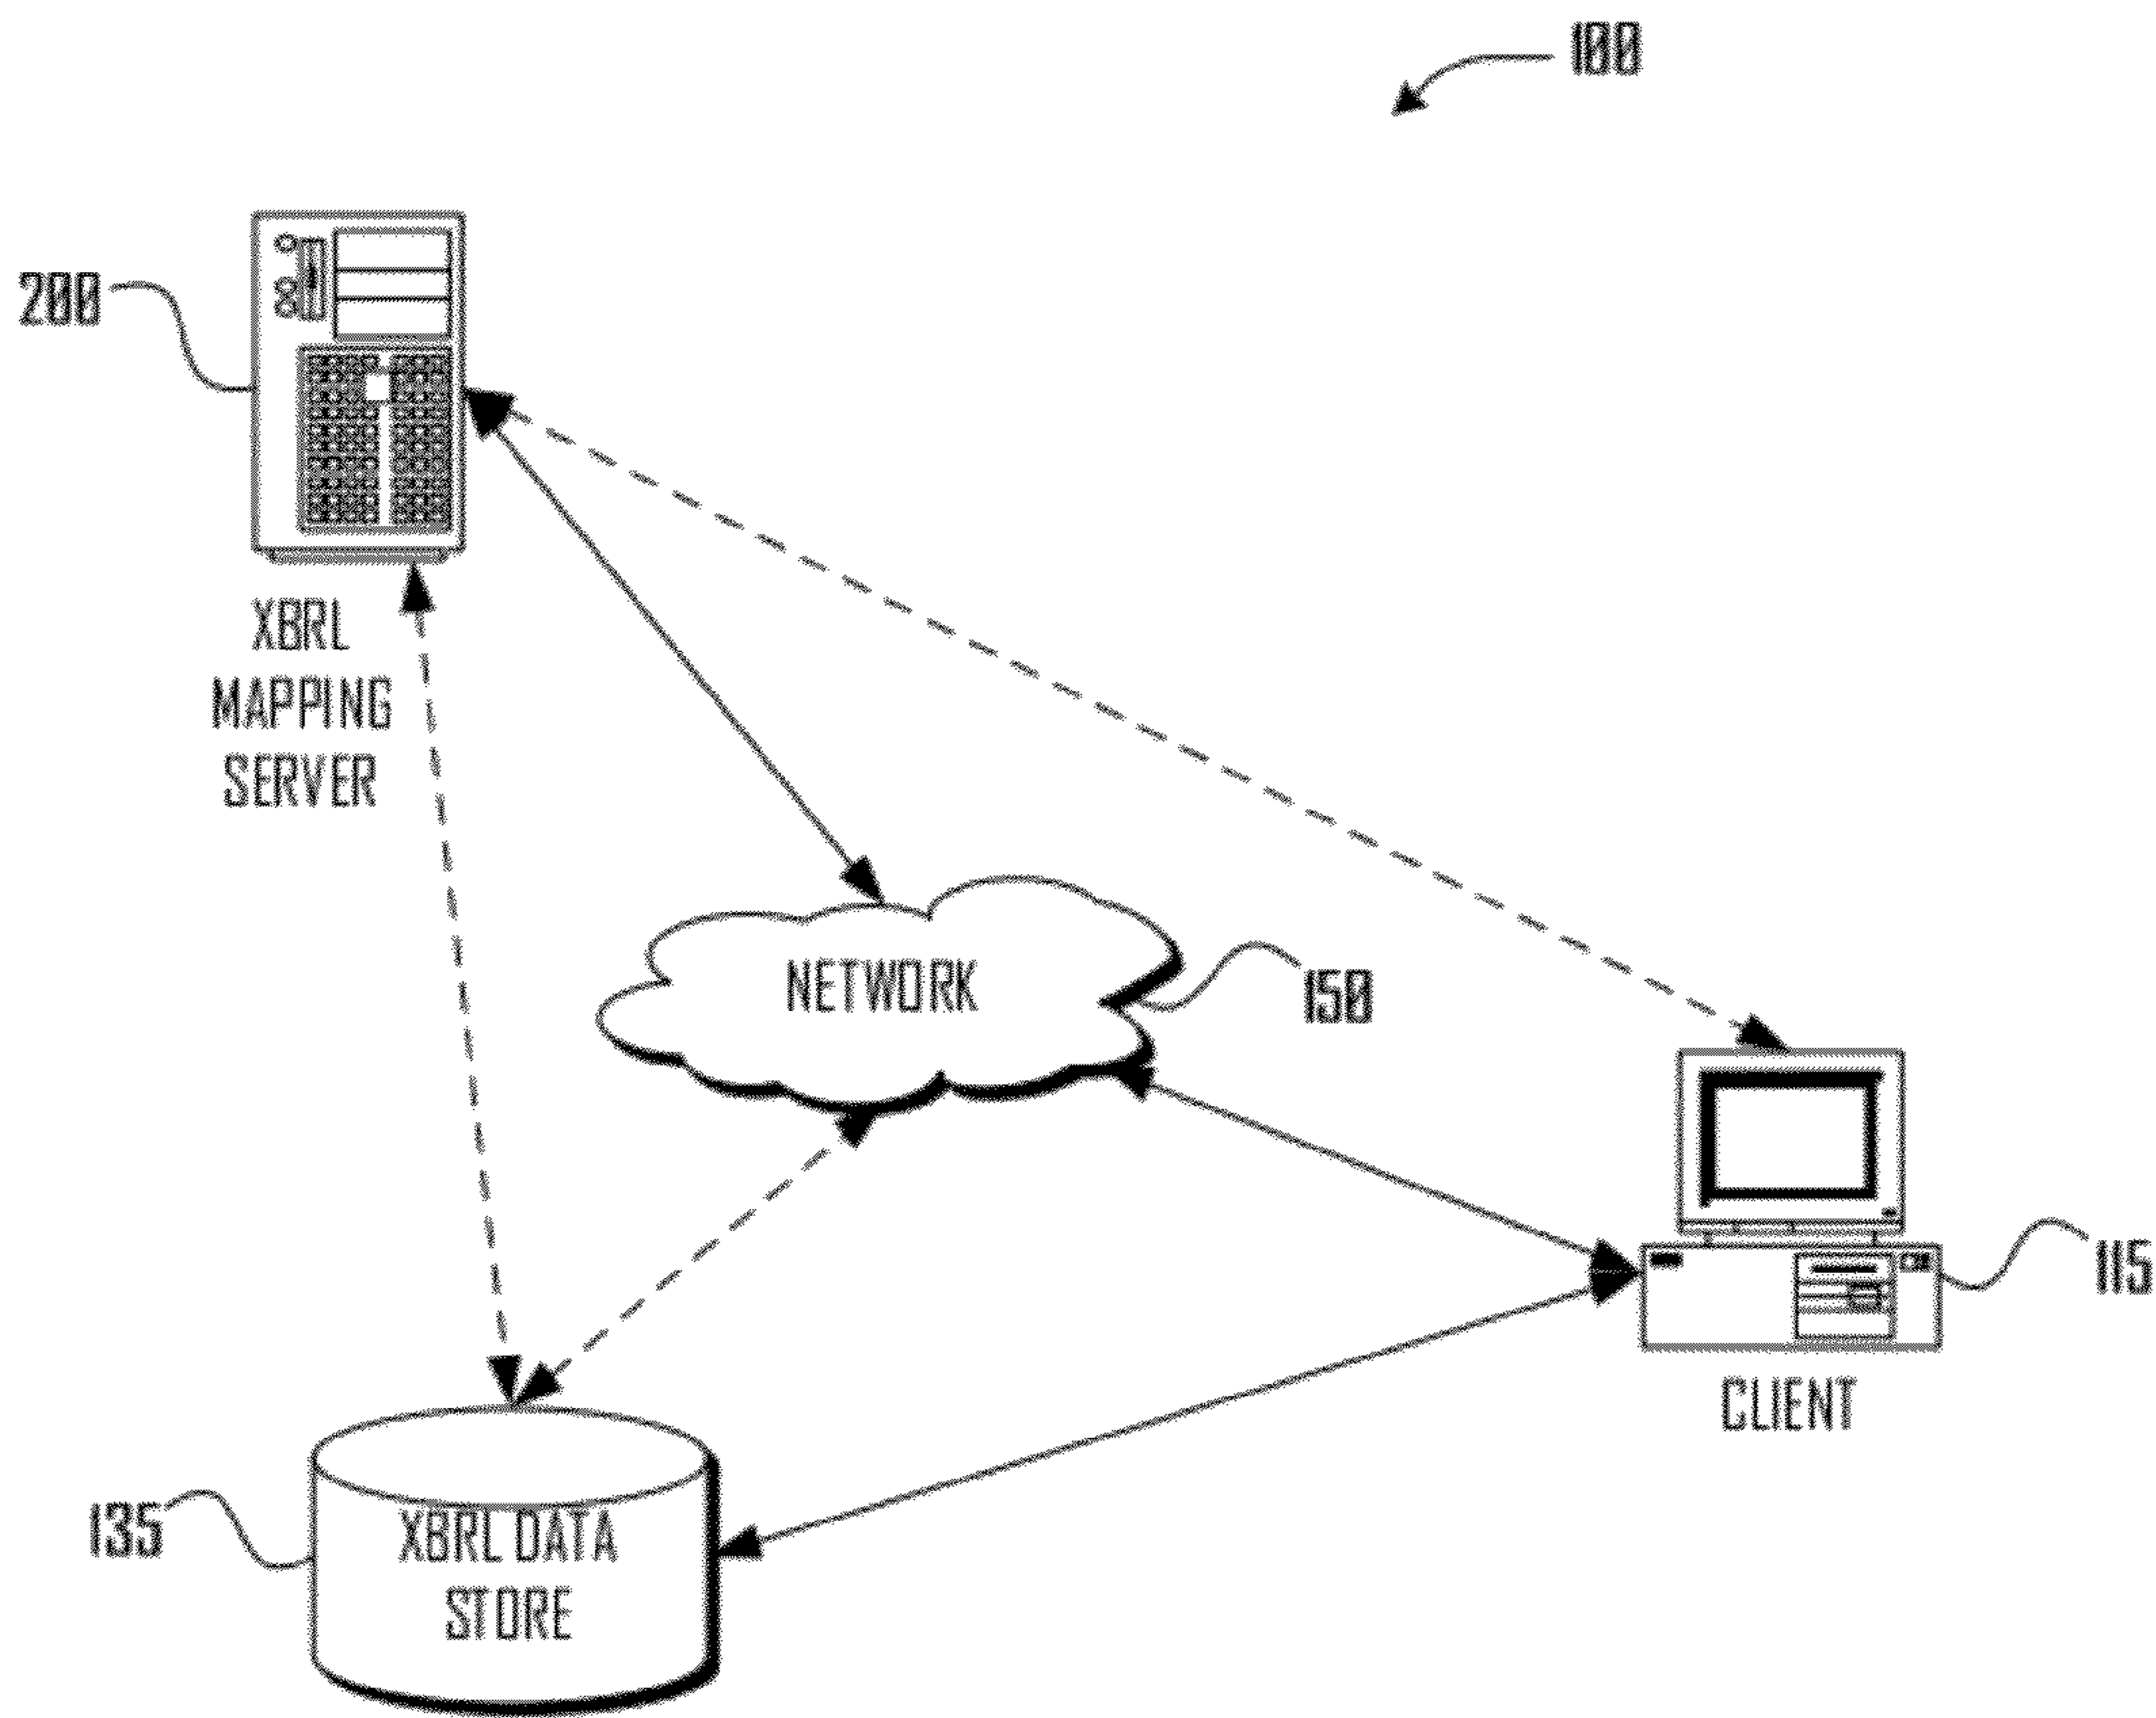 100
200
XBRL
MAPPING
SERVER
NETWORK
150
115
CLIENT
135
XBRL DATA
STORE